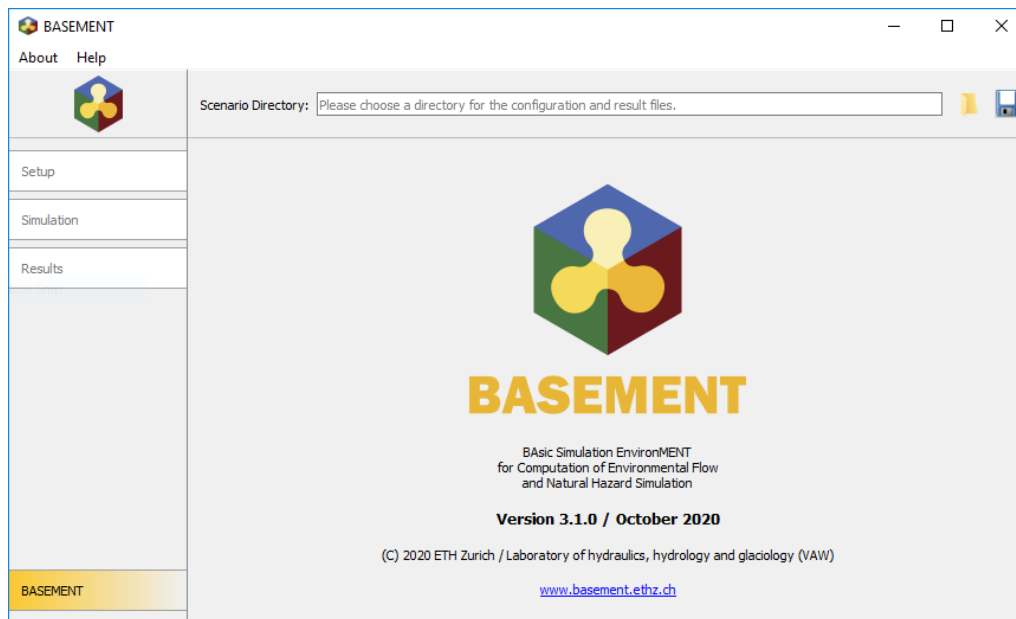 BASEMENT
About Help
Scenario Directory: Please choose a directory for the configuration and result files.
Setup
Simulation
Results
BASEMENT
BAsic Simulation EnvironMENT
for Computation of Environmental Flow
and Natural Hazard Simulation
Version 3.1.0 / October 2020
(C) 2020 ETH Zurich / Laboratory of hydraulics, hydrology and glaciology (VAW)
www.basement.ethz.ch
BASEMENT